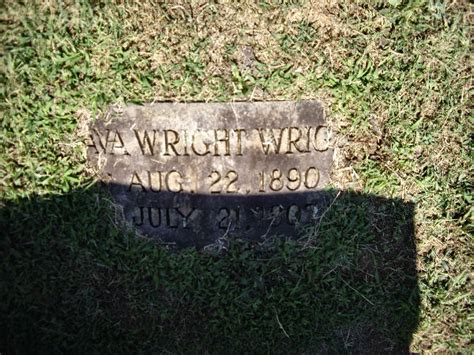 AVA WRIGHT WRIG
AUG. 22, 1890
JULY 21,